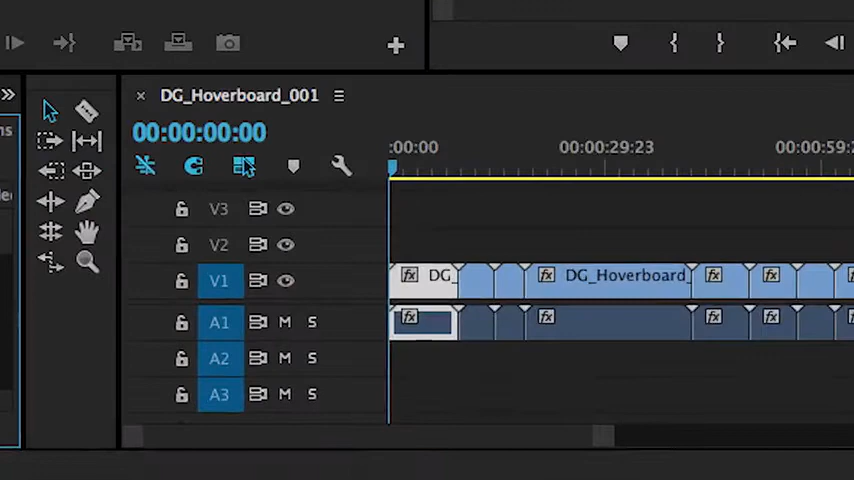 DG_Hoverboard_001
00:00:00:00
:00:00
00:00:29:23
00:00:59:2
V3
V2
V1
fx DG_
fx DG_Hoverboard_
fx
fx
A1 M S
fx
fx
fx
fx
A2 M S
A3 M S